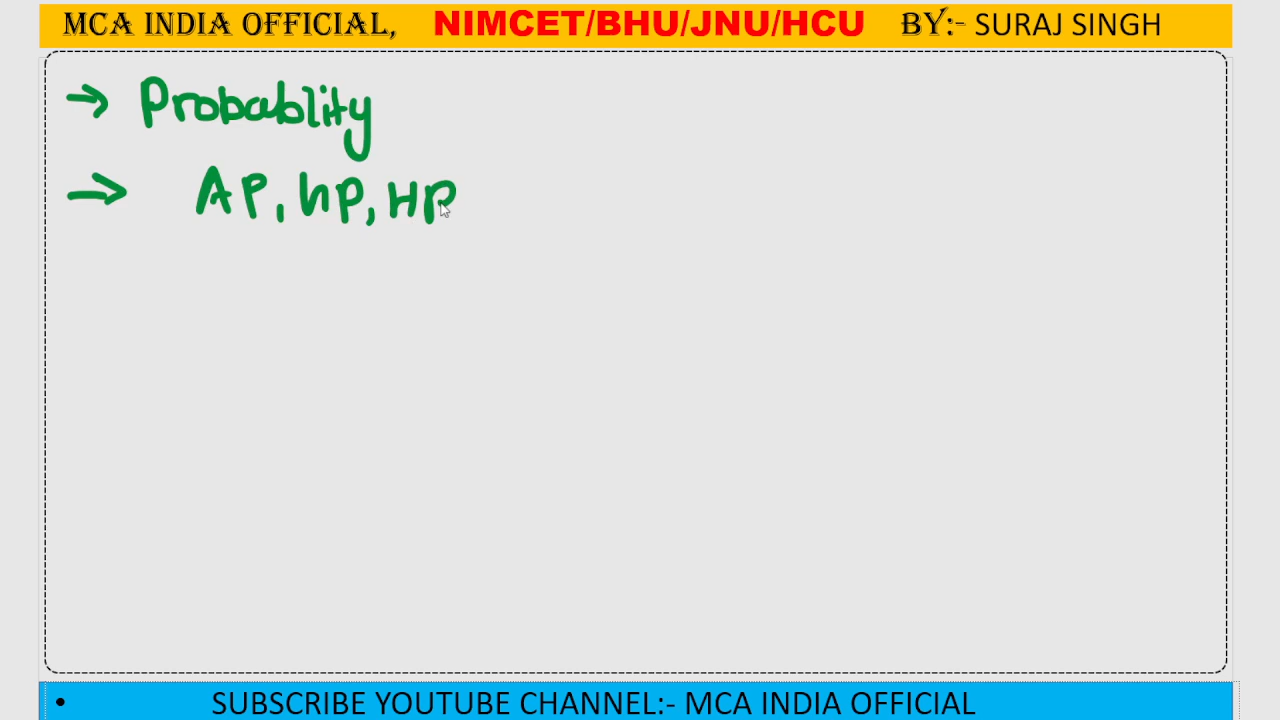 MCA INDIA OFFICIAL, NIMCET/BHU/JNU/HCU BY:- SURAJ SINGH
→ Probablity
→ AP, GP, HP
• SUBSCRIBE YOUTUBE CHANNEL:- MCA INDIA OFFICIAL